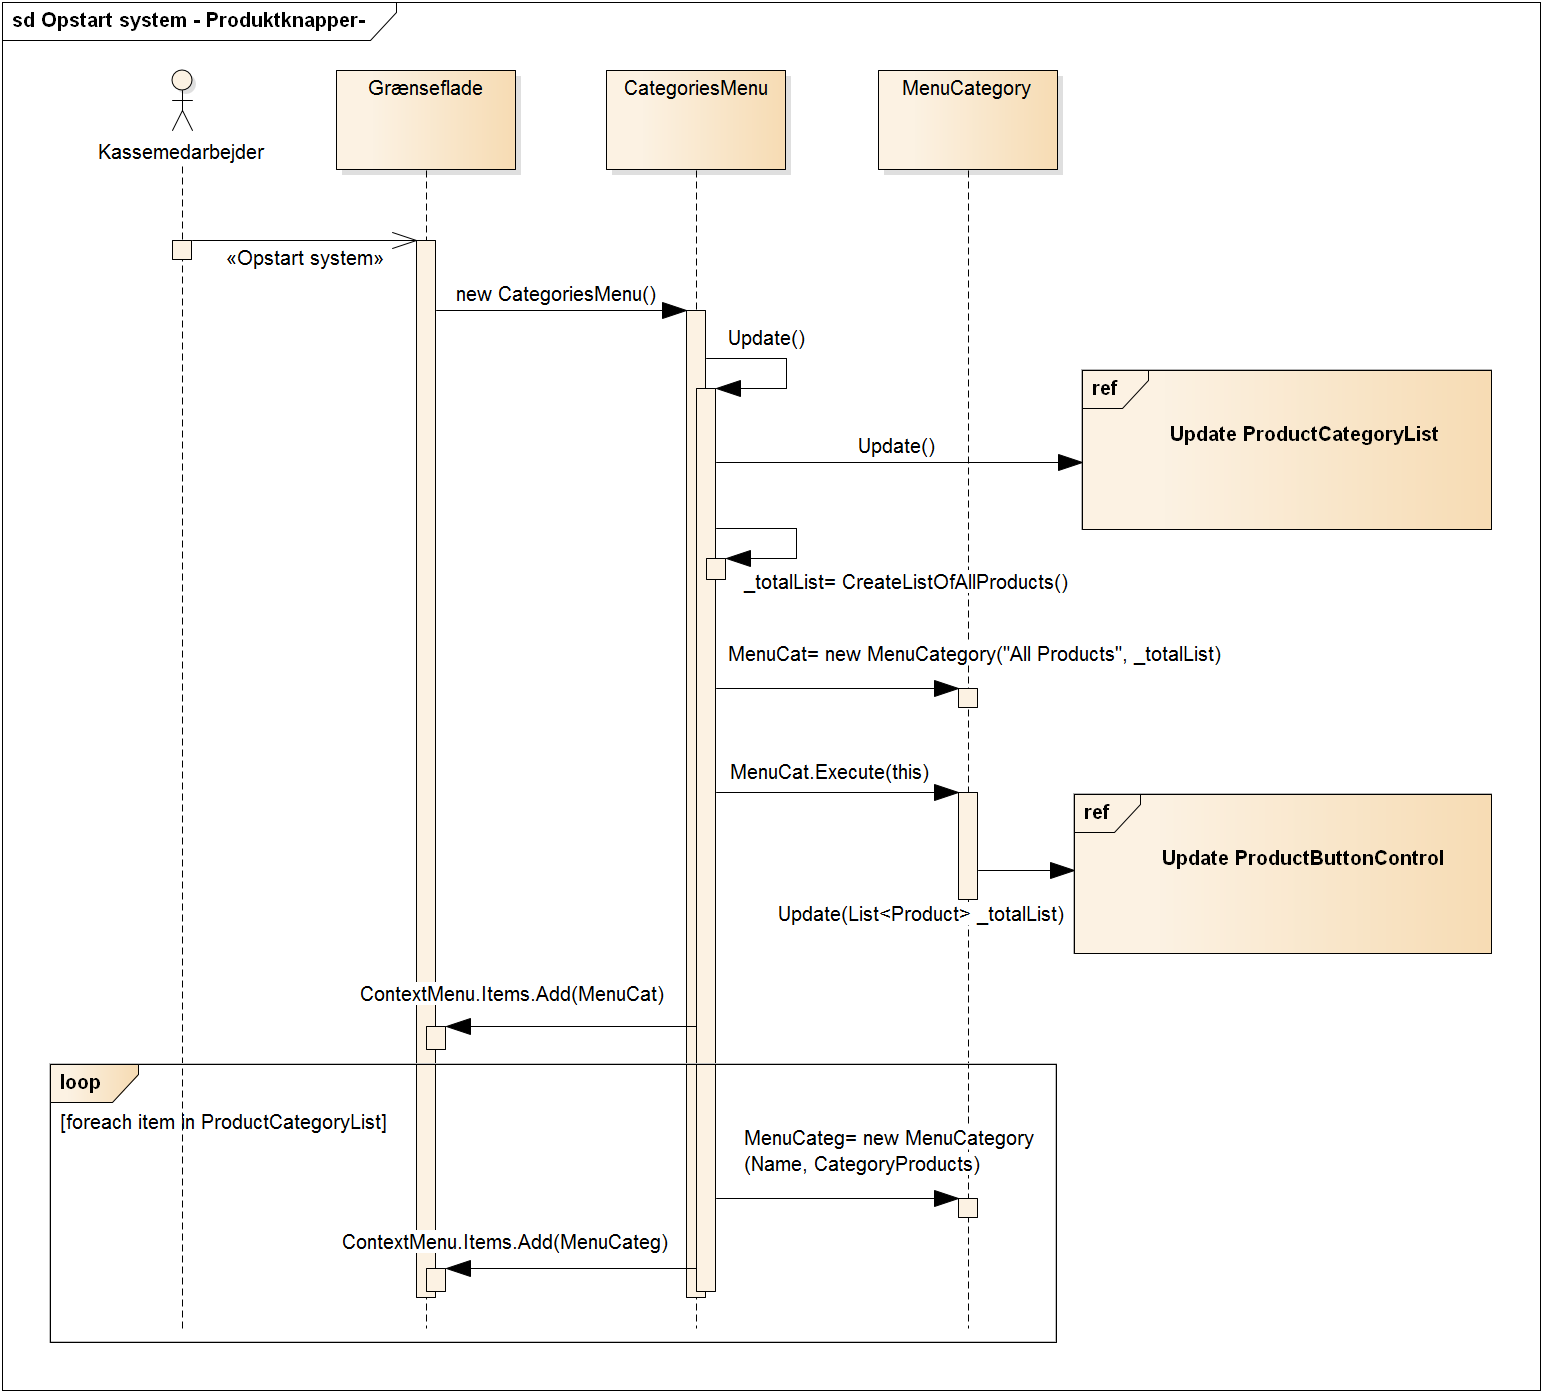 sd Opstart system - Produktknapper-
Kassemedarbejder
Grænseflade
CategoriesMenu
MenuCategory
«Opstart system»
new CategoriesMenu()
Update()
ref
Update ProductCategoryList
Update()
_totalList= CreateListOfAllProducts()
MenuCat= new MenuCategory("All Products", _totalList)
MenuCat.Execute(this)
ref
Update ProductButtonControl
Update(List<Product> _totalList)
ContextMenu.Items.Add(MenuCat)
loop
[foreach item in ProductCategoryList]
MenuCateg= new MenuCategory
(Name, CategoryProducts)
ContextMenu.Items.Add(MenuCateg)